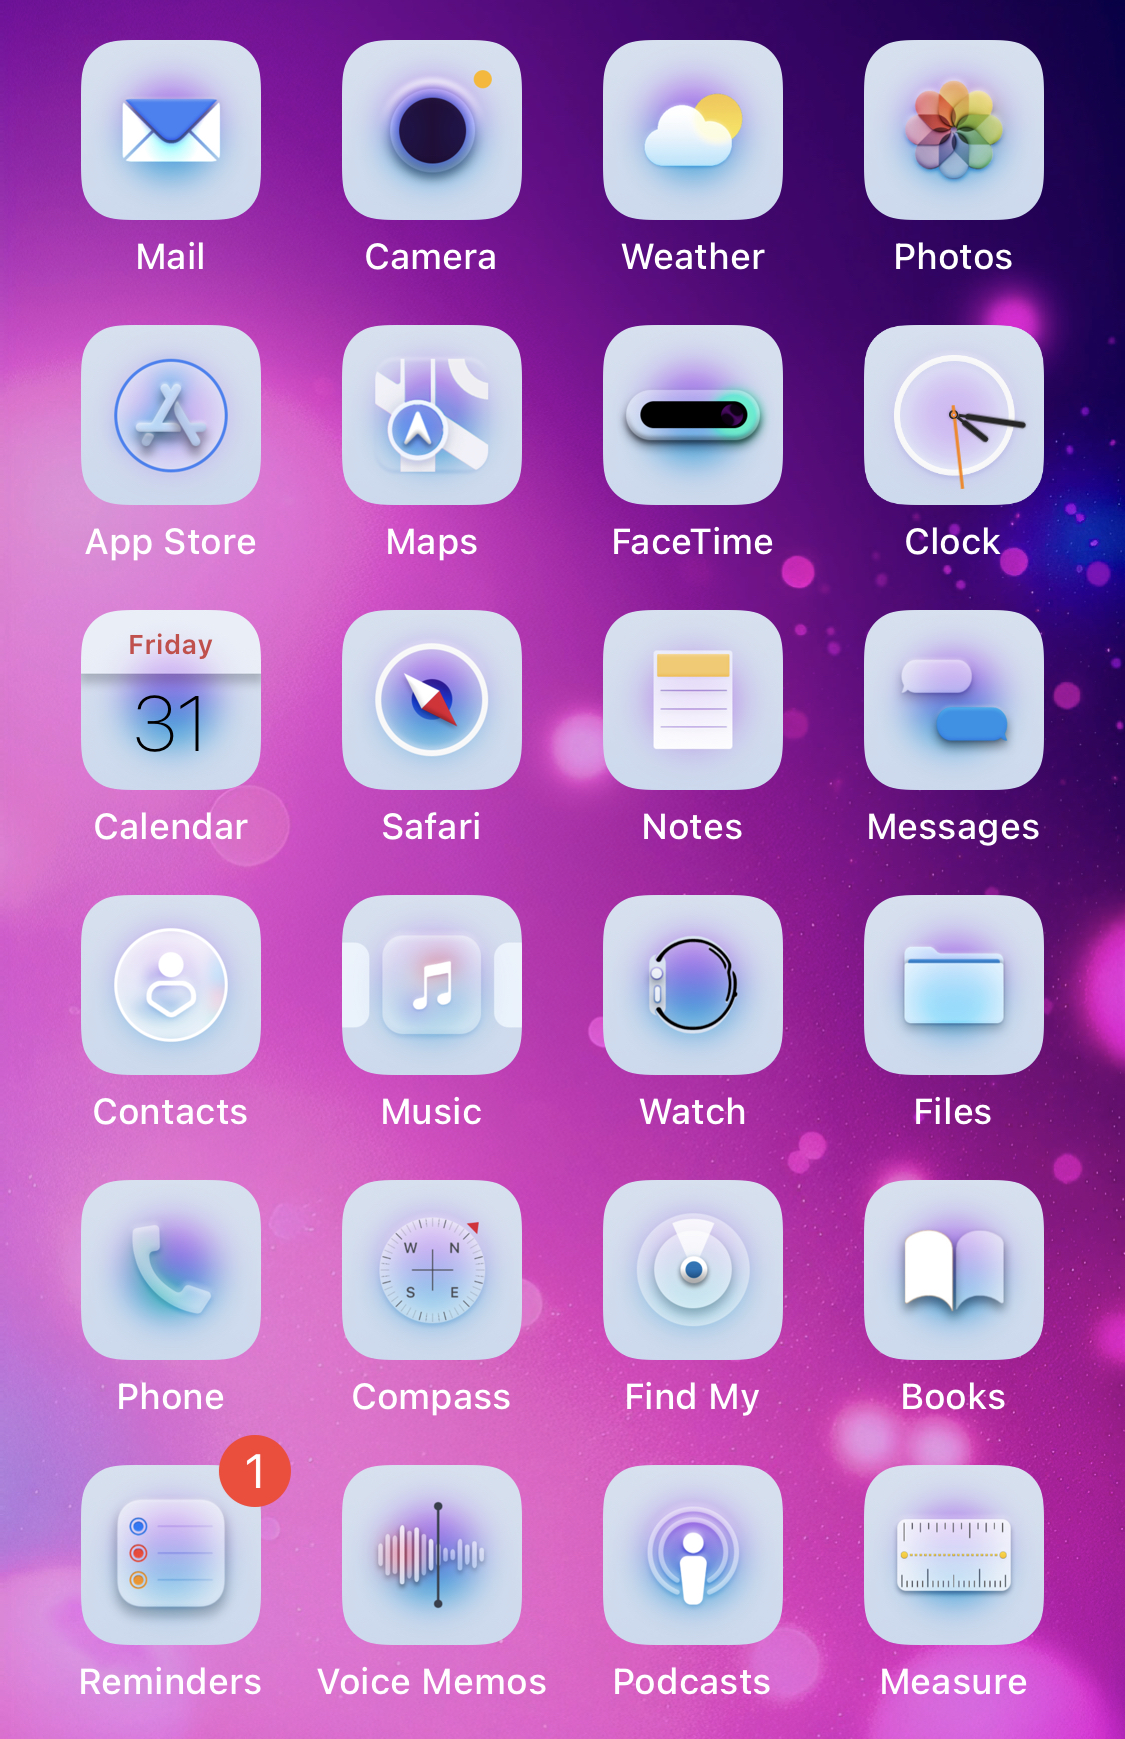 Mail Camera Weather Photos
App Store Maps FaceTime Clock
Friday
31
Calendar Safari Notes Messages
Contacts Music Watch Files
W N
S E
Phone Compass Find My Books
1
Reminders Voice Memos Podcasts Measure